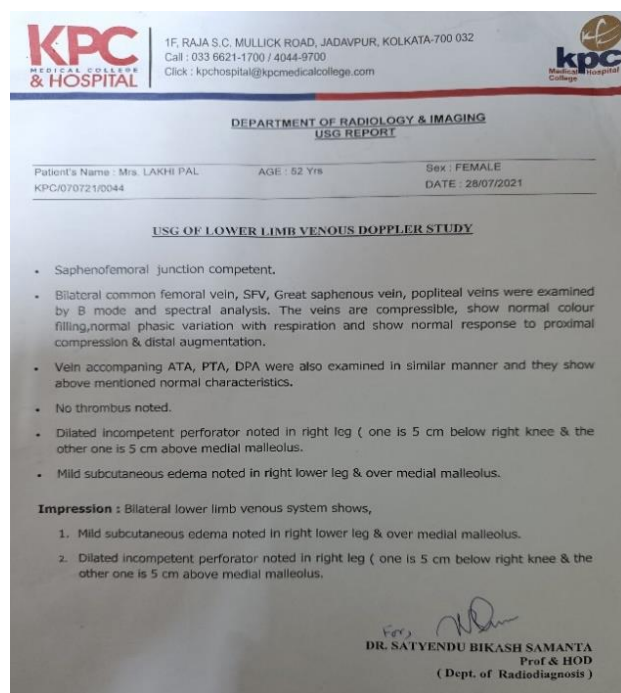 KPC
MEDICAL COLLEGE
& HOSPITAL
1F, RAJA S.C. MULLICK ROAD, JADAVPUR, KOLKATA-700 032
Call : 033 6621-1700 / 4044-9700
Click : kpchospital@kpcmedicalcollege.com
kpc
Medical Hospital
College
DEPARTMENT OF RADIOLOGY & IMAGING
USG REPORT
Patient's Name : Mrs. LAKHI PAL AGE : 52 Yrs Sex : FEMALE
KPC/070721/0044 DATE : 28/07/2021
USG OF LOWER LIMB VENOUS DOPPLER STUDY
• Saphenofemoral junction competent.
• Bilateral common femoral vein, SFV, Great saphenous vein, popliteal veins were examined
by B mode and spectral analysis. The veins are compressible, show normal colour
filling,normal phasic variation with respiration and show normal response to proximal
compression & distal augmentation.
• Vein accompaning ATA, PTA, DPA were also examined in similar manner and they show
above mentioned normal characteristics.
• No thrombus noted.
• Dilated incompetent perforator noted in right leg ( one is 5 cm below right knee & the
other one is 5 cm above medial malleolus.
• Mild subcutaneous edema noted in right lower leg & over medial malleolus.
Impression : Bilateral lower limb venous system shows,
1. Mild subcutaneous edema noted in right lower leg & over medial malleolus.
2. Dilated incompetent perforator noted in right leg ( one is 5 cm below right knee & the
other one is 5 cm above medial malleolus.
For,
DR. SATYENDU BIKASH SAMANTA
Prof & HOD
( Dept. of Radiodiagnosis )